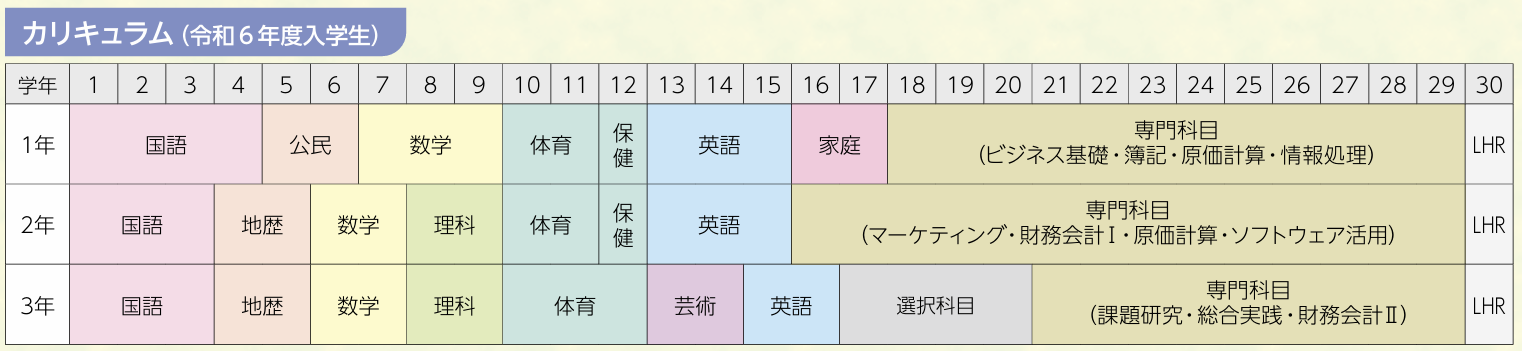 カリキュラム（令和６年度入学生）
学年 1 2 3 4 5 6 7 8 9 10 11 12 13 14 15 16 17 18 19 20 21 22 23 24 25 26 27 28 29 30
1年 国語 公民 数学 体育 保健 英語 家庭 専門科目 LHR
（ビジネス基礎・簿記・原価計算・情報処理）
2年 国語 地歴 数学 理科 体育 保健 英語 専門科目 LHR
（マーケティング・財務会計Ⅰ・原価計算・ソフトウェア活用）
3年 国語 地歴 数学 理科 体育 芸術 英語 選択科目 専門科目 LHR
（課題研究・総合実践・財務会計Ⅱ）